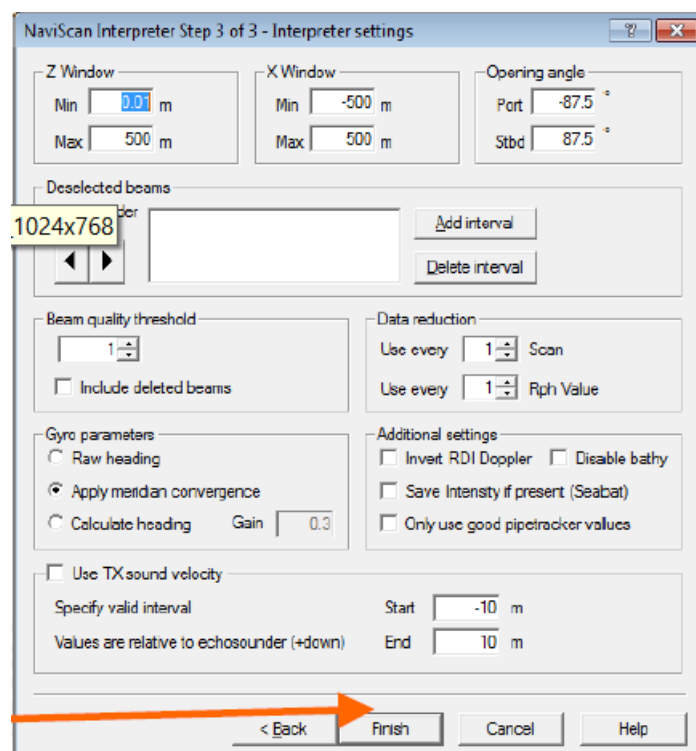 NaviScan Interpreter Step 3 of 3 - Interpreter settings
Z Window
Min 0.01 m
Max 500 m
X Window
Min -500 m
Max 500 m
Opening angle
Port -87.5 °
Stbd 87.5 °
Deselected beams
der
1024x768
Add interval
Delete interval
Beam quality threshold
1
Include deleted beams
Data reduction
Use every 1 Scan
Use every 1 Rph Value
Gyro parameters
Raw heading
Apply meridian convergence
Calculate heading Gain 0.3
Additional settings
Invert RDI Doppler Disable bathy
Save Intensity if present (Seabat)
Only use good pipetracker values
Use TX sound velocity
Specify valid interval Start -10 m
Values are relative to echosounder (+down) End 10 m
< Back Finish Cancel Help